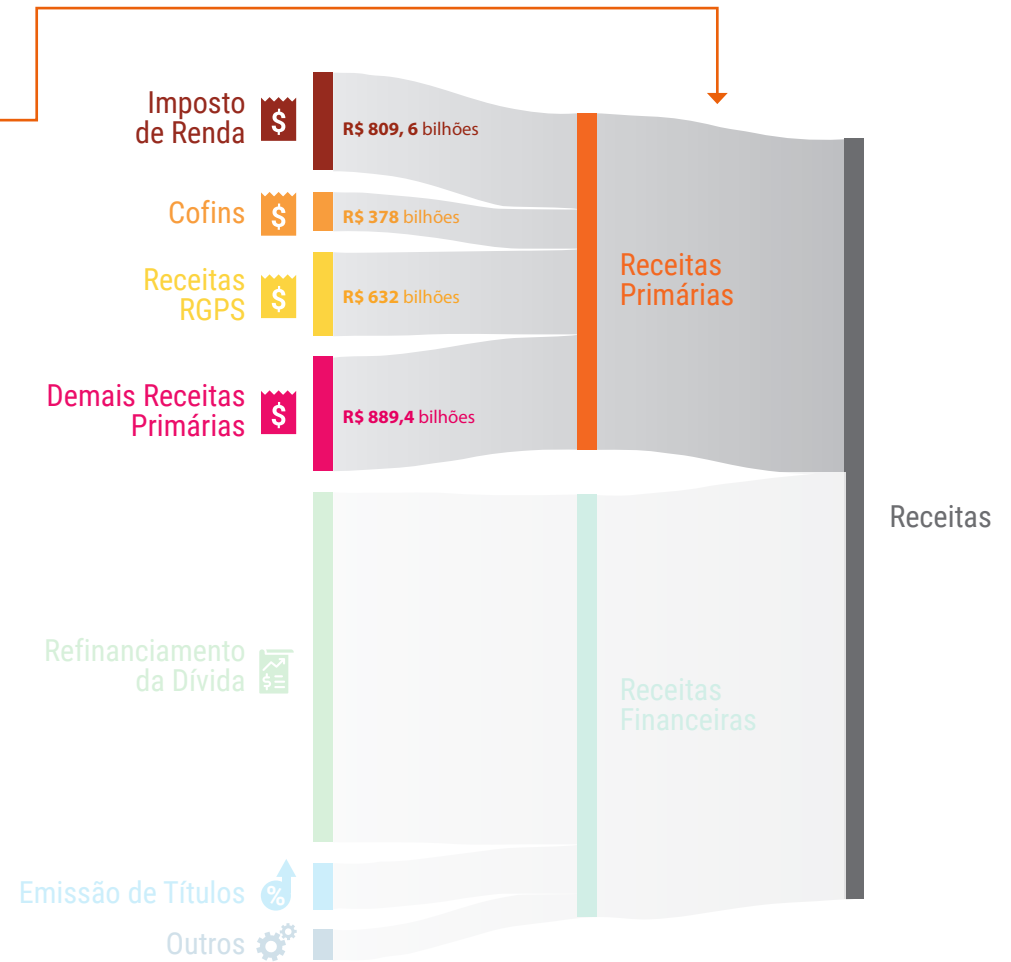 Imposto
de Renda
$
R$ 809, 6 bilhões
Cofins
$
R$ 378 bilhões
Receitas
RGPS
$
R$ 632 bilhões
Demais Receitas
Primárias
$
R$ 889,4 bilhões
Receitas
Primárias
Receitas
Refinanciamento
da Dívida
$
Receitas
Financeiras
Emissão de Títulos
%
Outros